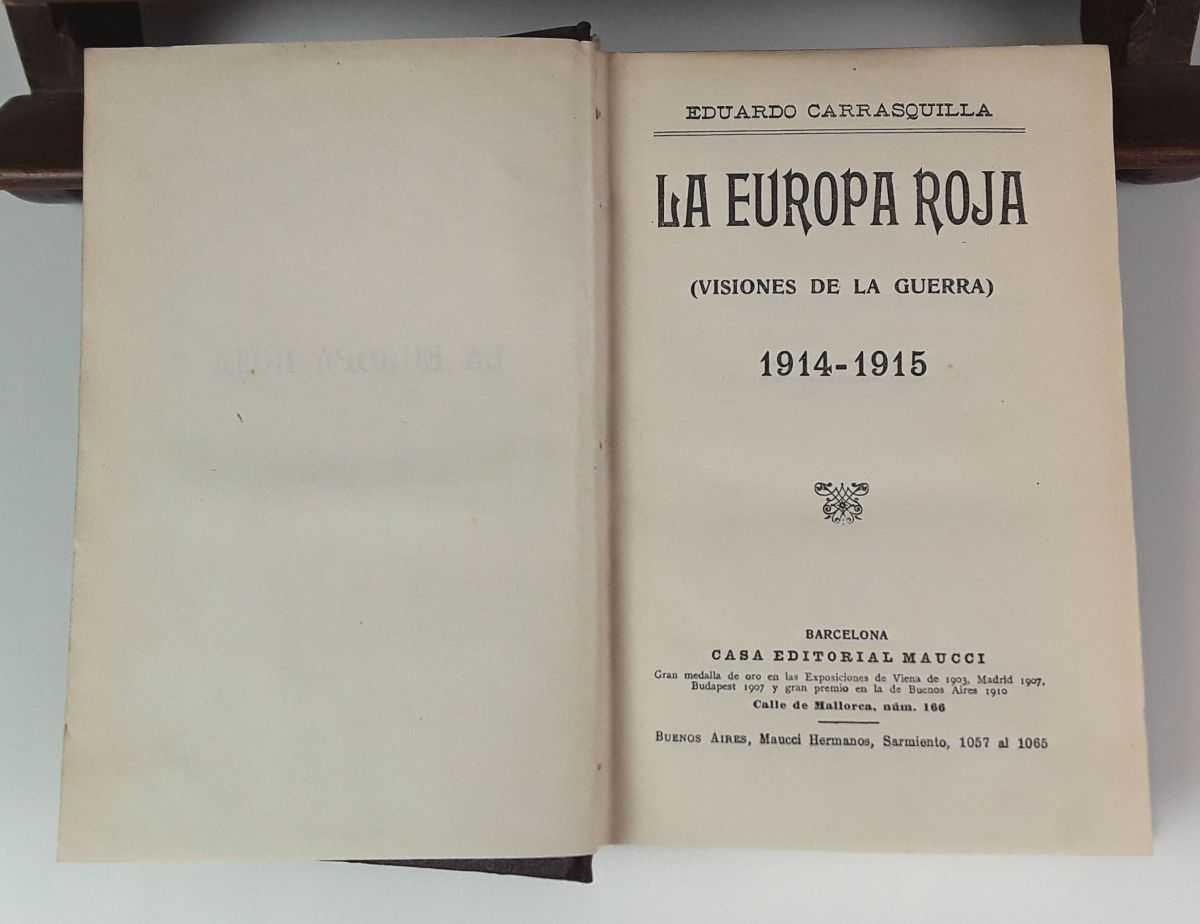 EDUARDO CARRASQUILLA
LA EUROPA ROJA
(VISIONES DE LA GUERRA)
1914-1915
BARCELONA
CASA EDITORIAL MAUCCI
Gran medalla de oro en las Exposiciones de Viena de 1903, Madrid 1907,
Budapest 1907 y gran premio en la de Buenos Aires 1910
Calle de Mallorca, núm. 166
BUENOS AIRES, Maucci Hermanos, Sarmiento, 1057 al 1065